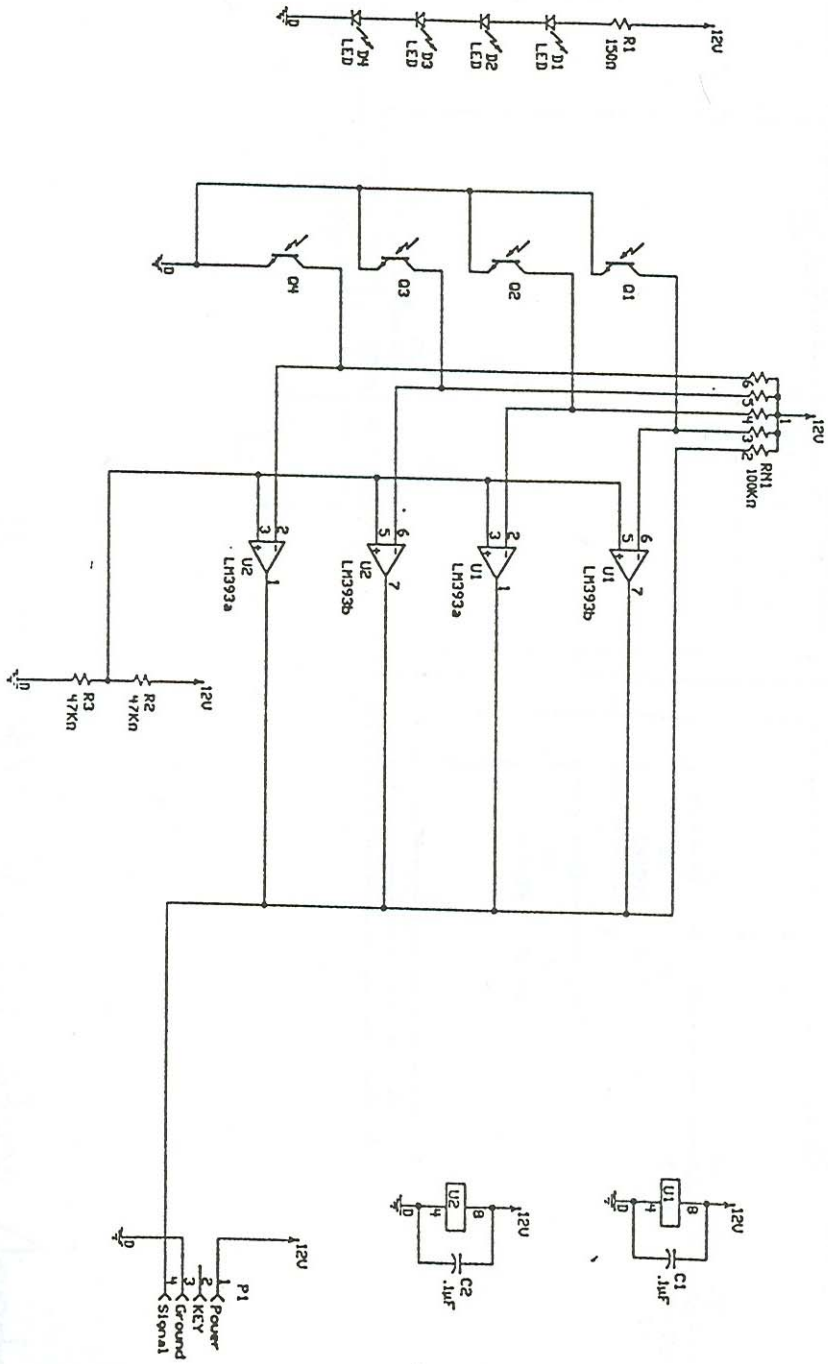 12V
R1
150Ω
D1
LED
D2
LED
D3
LED
D4
LED
D
Q1
Q2
Q3
Q4
D
12V
1
RN1
100KΩ
2
3
4
5
6
6
5
7
U1
LM393b
2
3
1
U1
LM393a
6
5
7
U2
LM393b
2
3
1
U2
LM393a
12V
R2
47KΩ
R3
47KΩ
D
12V
8
U1
4
D
C1
.1µF
12V
8
U2
4
D
C2
.1µF
12V
D
P1
1 Power
2 KEY
3 Ground
4 Signal